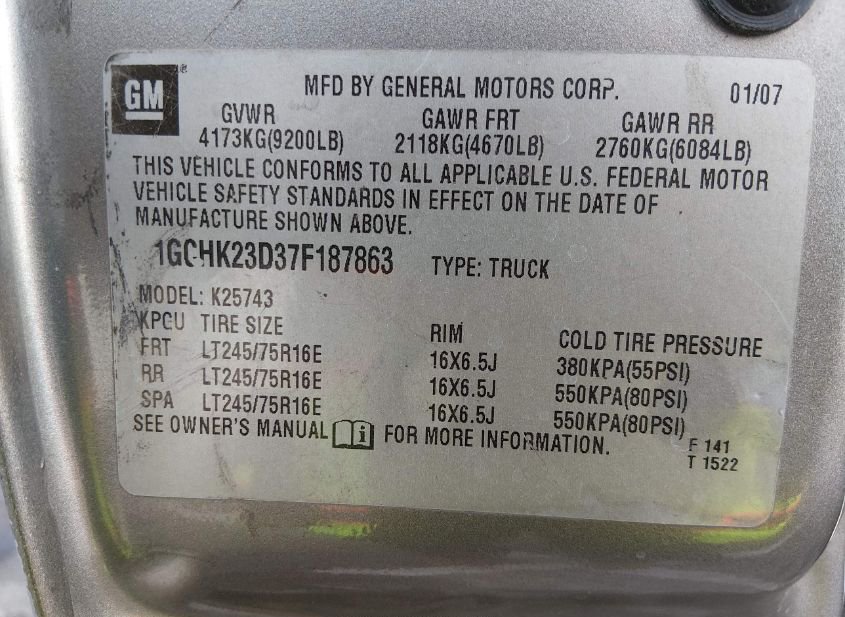 GM ®
MFD BY GENERAL MOTORS CORP. 01/07
GVWR GAWR FRT GAWR RR
4173KG(9200LB) 2118KG(4670LB) 2760KG(6084LB)
THIS VEHICLE CONFORMS TO ALL APPLICABLE U.S. FEDERAL MOTOR
VEHICLE SAFETY STANDARDS IN EFFECT ON THE DATE OF
MANUFACTURE SHOWN ABOVE.
1GCHK23D37F187863 TYPE: TRUCK
MODEL: K25743
KPCU TIRE SIZE RIM COLD TIRE PRESSURE
FRT LT245/75R16E 16X6.5J 380KPA(55PSI)
RR LT245/75R16E 16X6.5J 550KPA(80PSI)
SPA LT245/75R16E 16X6.5J 550KPA(80PSI)
SEE OWNER'S MANUAL i FOR MORE INFORMATION.
F 141
T 1522